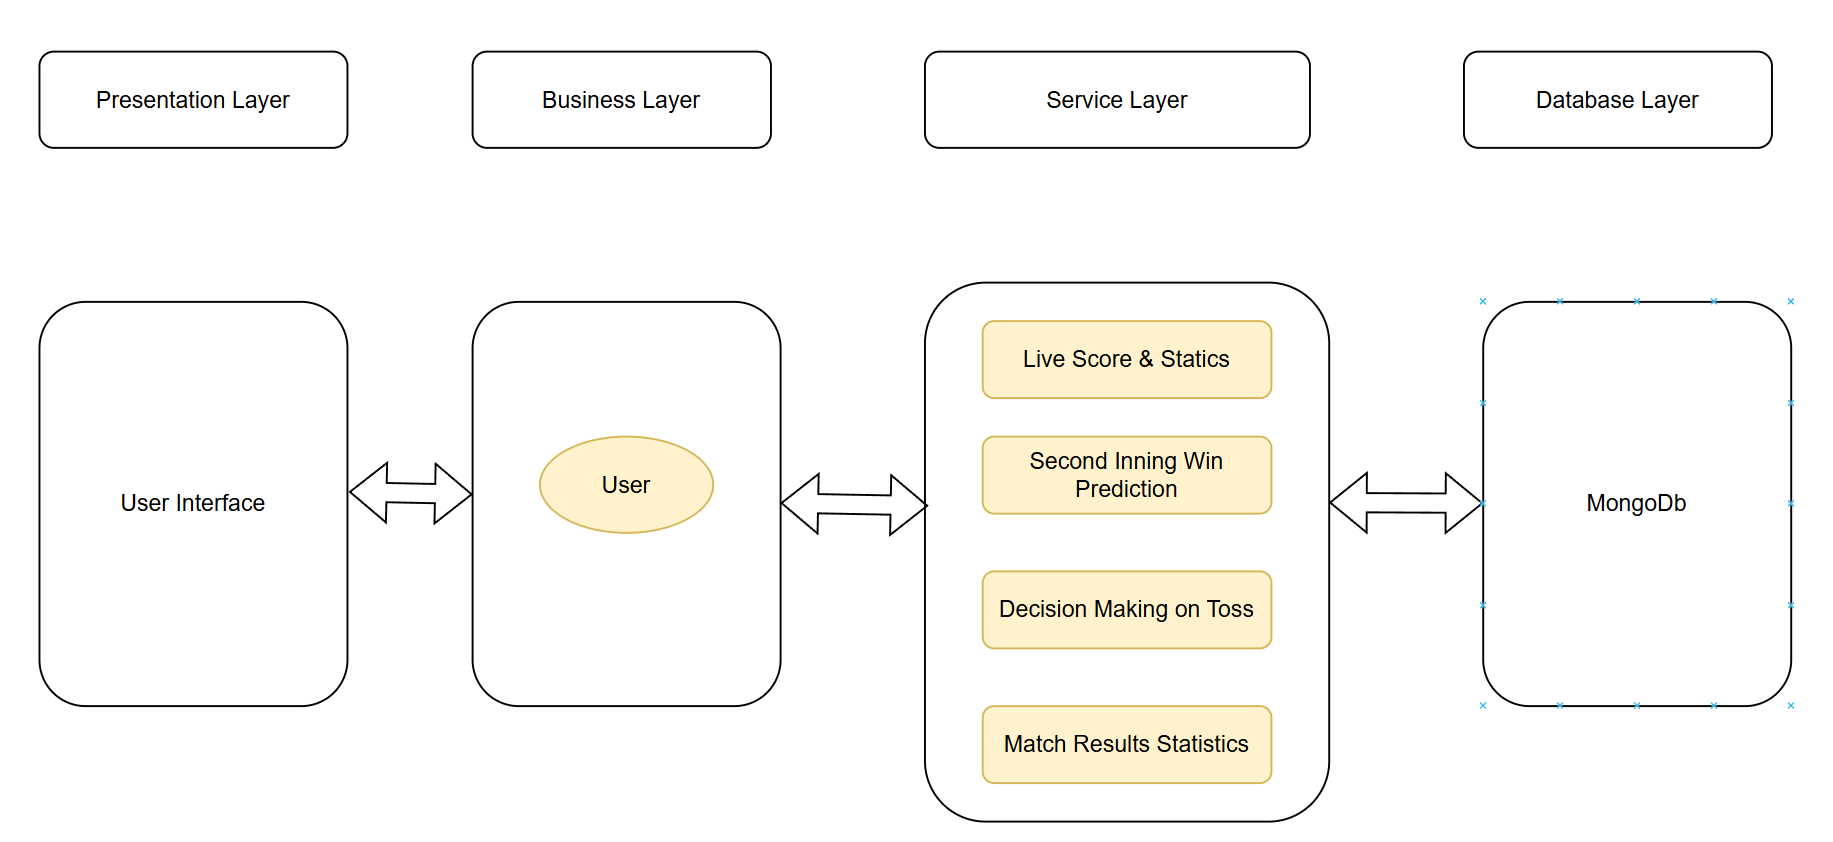 Presentation Layer
Business Layer
Service Layer
Database Layer
User Interface
User
Live Score & Statics
Second Inning Win
Prediction
Decision Making on Toss
Match Results Statistics
MongoDb